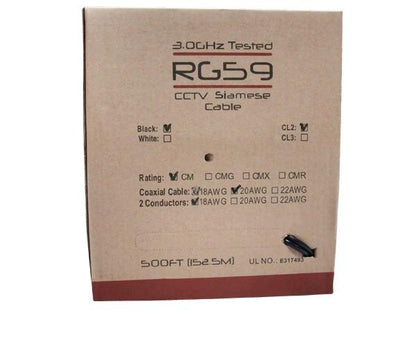 3.0GHz Tested
RG59
CCTV Siamese
Cable
Black: CL2:
White: CL3:
Rating: CM CMG CMX CMR
Coaxial Cable: 18AWG 20AWG 22AWG
2 Conductors: 18AWG 20AWG 22AWG
500FT (152.5M) UL NO.: E317493